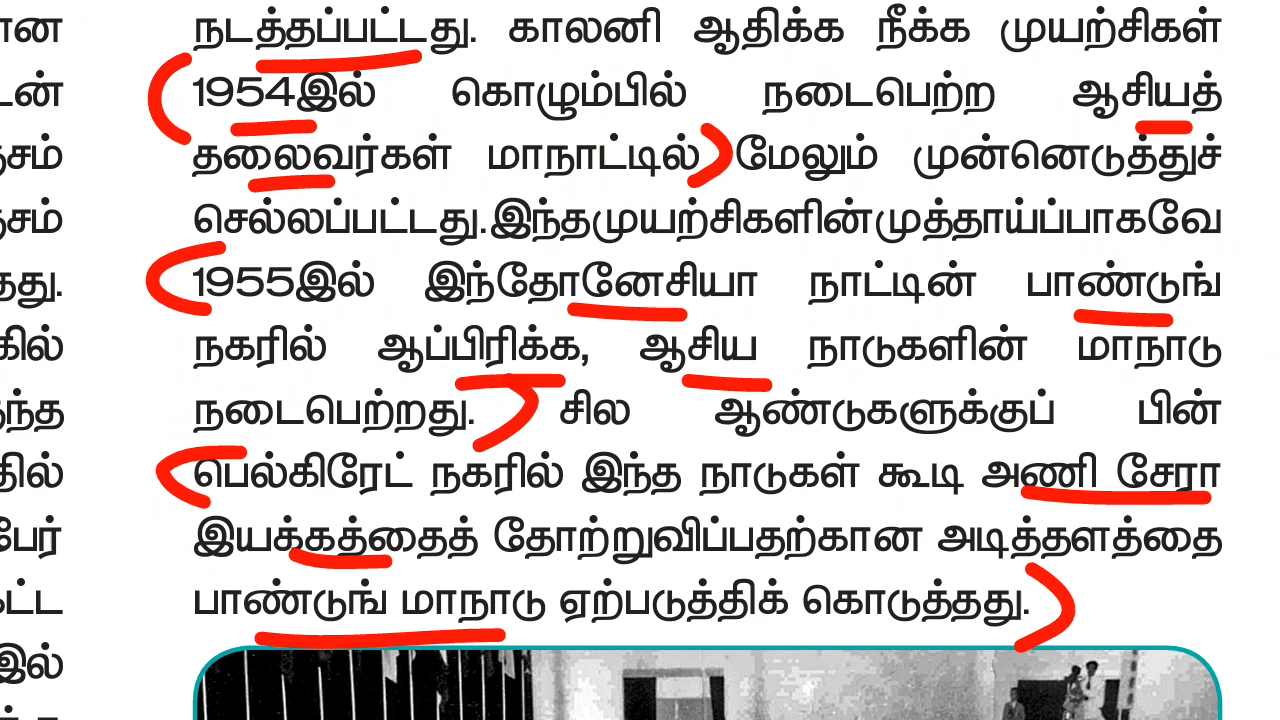 நடத்தப்பட்டது. காலனி ஆதிக்க நீக்க முயற்சிகள்
1954இல் கொழும்பில் நடைபெற்ற ஆசியத்
தலைவர்கள் மாநாட்டில் மேலும் முன்னெடுத்துச்
செல்லப்பட்டது.இந்தமுயற்சிகளின்முத்தாய்ப்பாகவே
1955இல் இந்தோனேசியா நாட்டின் பாண்டுங்
நகரில் ஆப்பிரிக்க, ஆசிய நாடுகளின் மாநாடு
நடைபெற்றது. சில ஆண்டுகளுக்குப் பின்
பெல்கிரேட் நகரில் இந்த நாடுகள் கூடி அணி சேரா
இயக்கத்தைத் தோற்றுவிப்பதற்கான அடித்தளத்தை
பாண்டுங் மாநாடு ஏற்படுத்திக் கொடுத்தது.